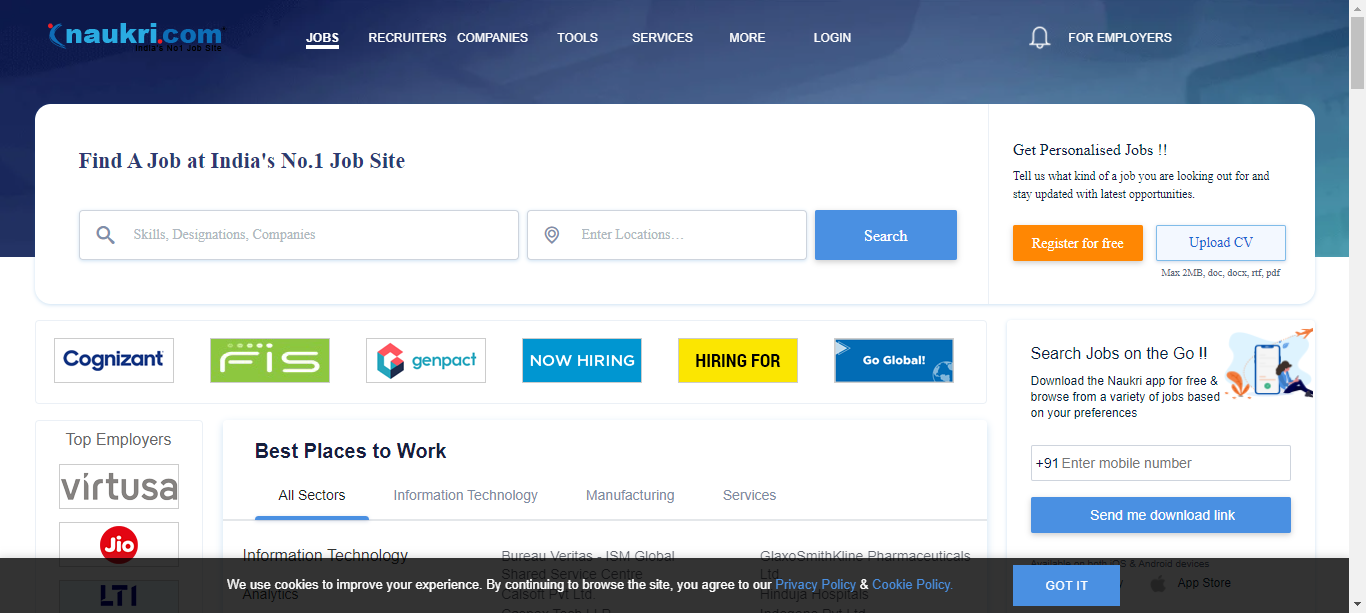 naukri.com
India's No1 Job Site
JOBS
RECRUITERS
COMPANIES
TOOLS
SERVICES
MORE
LOGIN
FOR EMPLOYERS
Find A Job at India's No.1 Job Site
Skills, Designations, Companies
Enter Locations...
Search
Get Personalised Jobs !!
Tell us what kind of a job you are looking out for and
stay updated with latest opportunities.
Register for free
Upload CV
Max 2MB, doc, docx, rtf, pdf
Cognizant
FIS
genpact
NOW HIRING
HIRING FOR
Go Global!
Search Jobs on the Go !!
Download the Naukri app for free &
browse from a variety of jobs based
on your preferences
+91 Enter mobile number
Send me download link
Available on both iOS & Android devices
App Store
Top Employers
virtusa
Jio
LTI
Best Places to Work
All Sectors
Information Technology
Manufacturing
Services
Information Technology
Analytics
Bureau Veritas - ISM Global
Shared Service Centre
Calsoft Pvt Ltd.
GlaxoSmithKline Pharmaceuticals
Ltd
Hinduja Hospitals
We use cookies to improve your experience. By continuing to browse the site, you agree to our Privacy Policy & Cookie Policy.
GOT IT